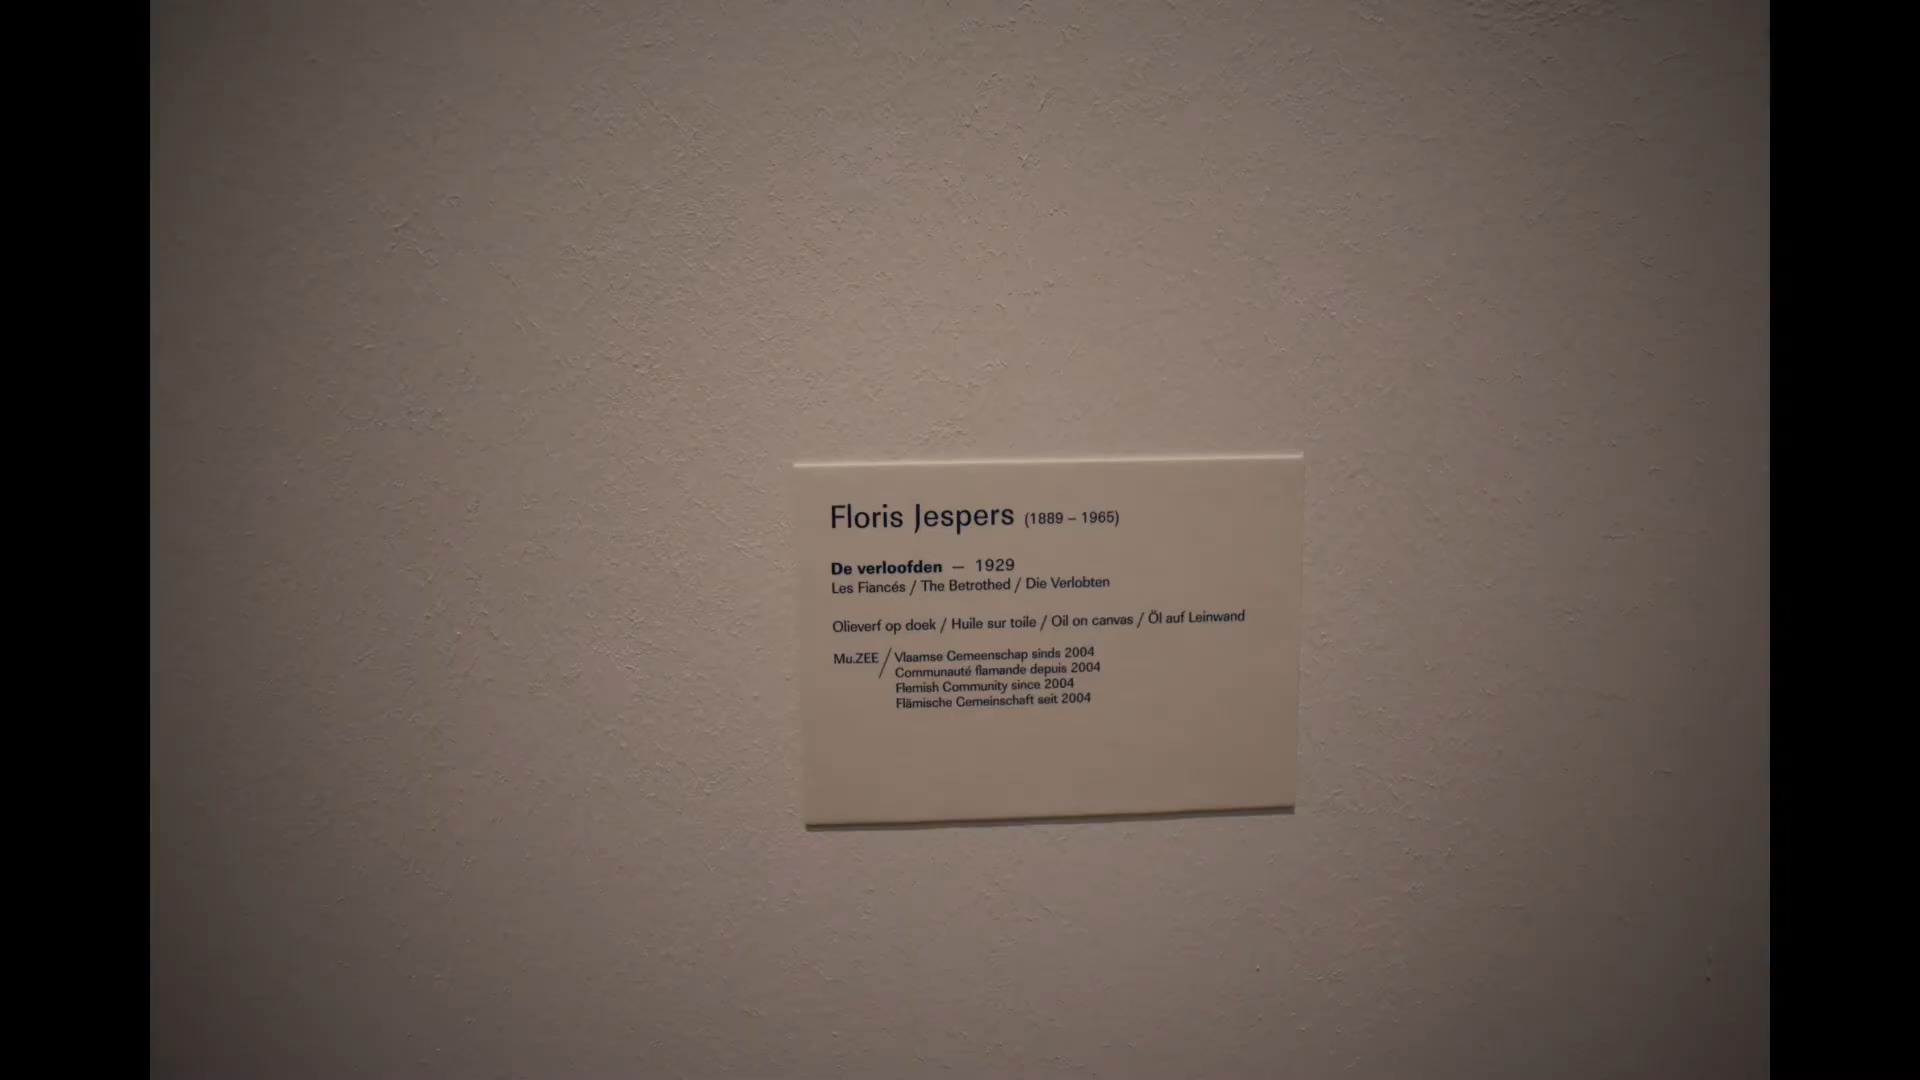 Floris Jespers (1889 – 1965)
De verloofden — 1929
Les Fiancés / The Betrothed / Die Verlobten
Olieverf op doek / Huile sur toile / Oil on canvas / Öl auf Leinwand
Mu.ZEE / Vlaamse Gemeenschap sinds 2004
Communauté flamande depuis 2004
Flemish Community since 2004
Flämische Gemeinschaft seit 2004